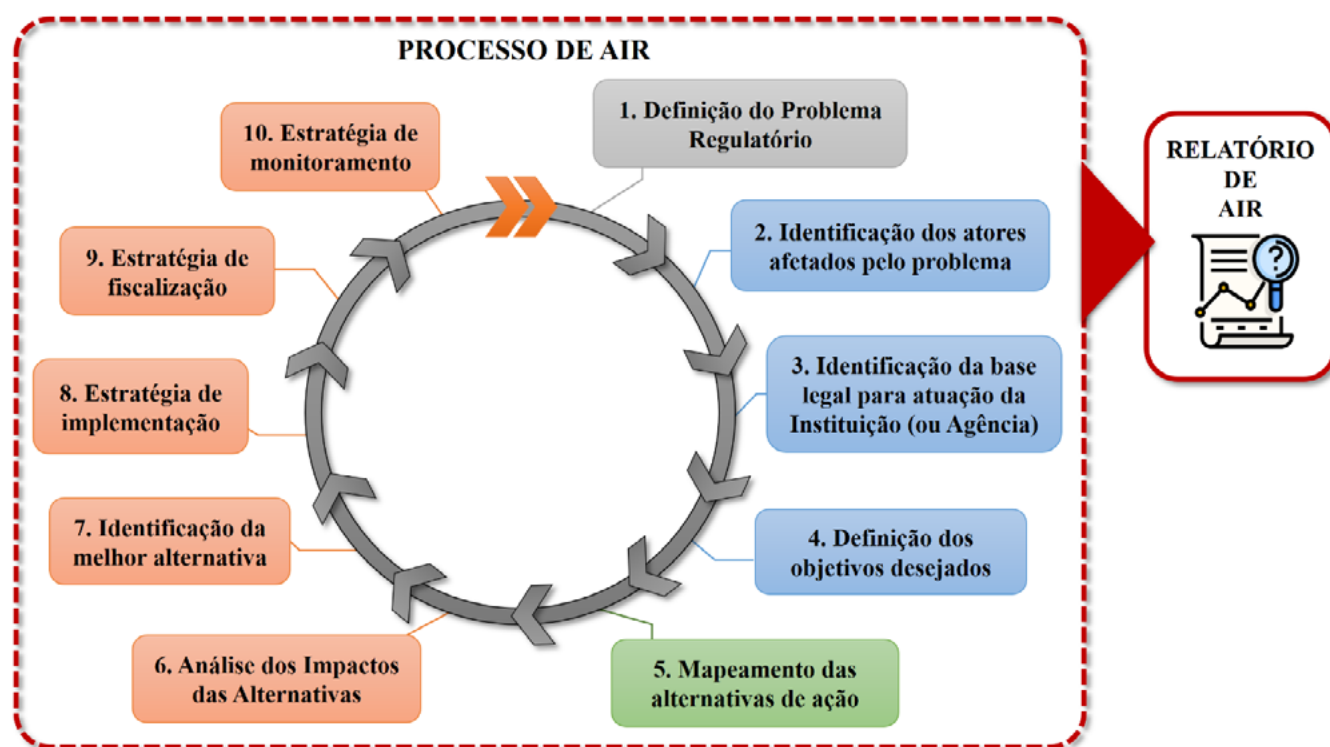 PROCESSO DE AIR
1. Definição do Problema
Regulatório
2. Identificação dos atores
afetados pelo problema
3. Identificação da base
legal para atuação da
Instituição (ou Agência)
4. Definição dos
objetivos desejados
5. Mapeamento das
alternativas de ação
6. Análise dos Impactos
das Alternativas
7. Identificação da
melhor alternativa
8. Estratégia de
implementação
9. Estratégia de
fiscalização
10. Estratégia de
monitoramento
RELATÓRIO
DE
AIR
?